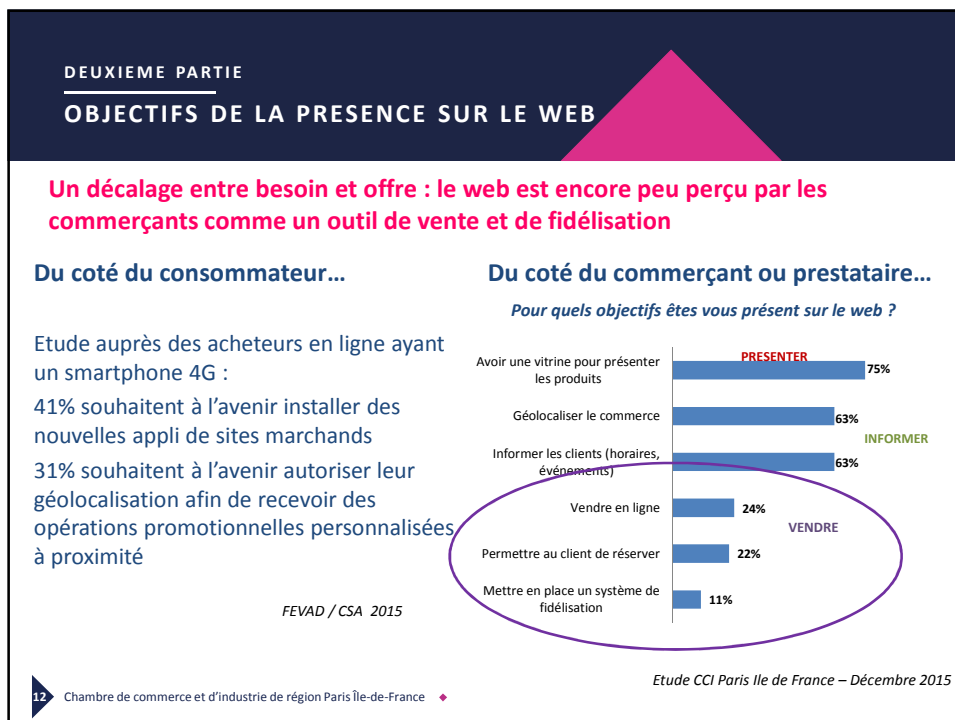 DEUXIEME PARTIE
OBJECTIFS DE LA PRESENCE SUR LE WEB
Un décalage entre besoin et offre : le web est encore peu perçu par les
commerçants comme un outil de vente et de fidélisation
Du coté du consommateur…
Etude auprès des acheteurs en ligne ayant
un smartphone 4G :
41% souhaitent à l’avenir installer des
nouvelles appli de sites marchands
31% souhaitent à l’avenir autoriser leur
géolocalisation afin de recevoir des
opérations promotionnelles personnalisées
à proximité
FEVAD / CSA 2015
Du coté du commerçant ou prestataire…
Pour quels objectifs êtes vous présent sur le web ?
PRESENTER
Avoir une vitrine pour présenter
les produits
75%
Géolocaliser le commerce
63%
INFORMER
Informer les clients (horaires,
événements)
63%
Vendre en ligne
24%
VENDRE
Permettre au client de réserver
22%
Mettre en place un système de
fidélisation
11%
Etude CCI Paris Ile de France – Décembre 2015
12 Chambre de commerce et d’industrie de région Paris Île-de-France